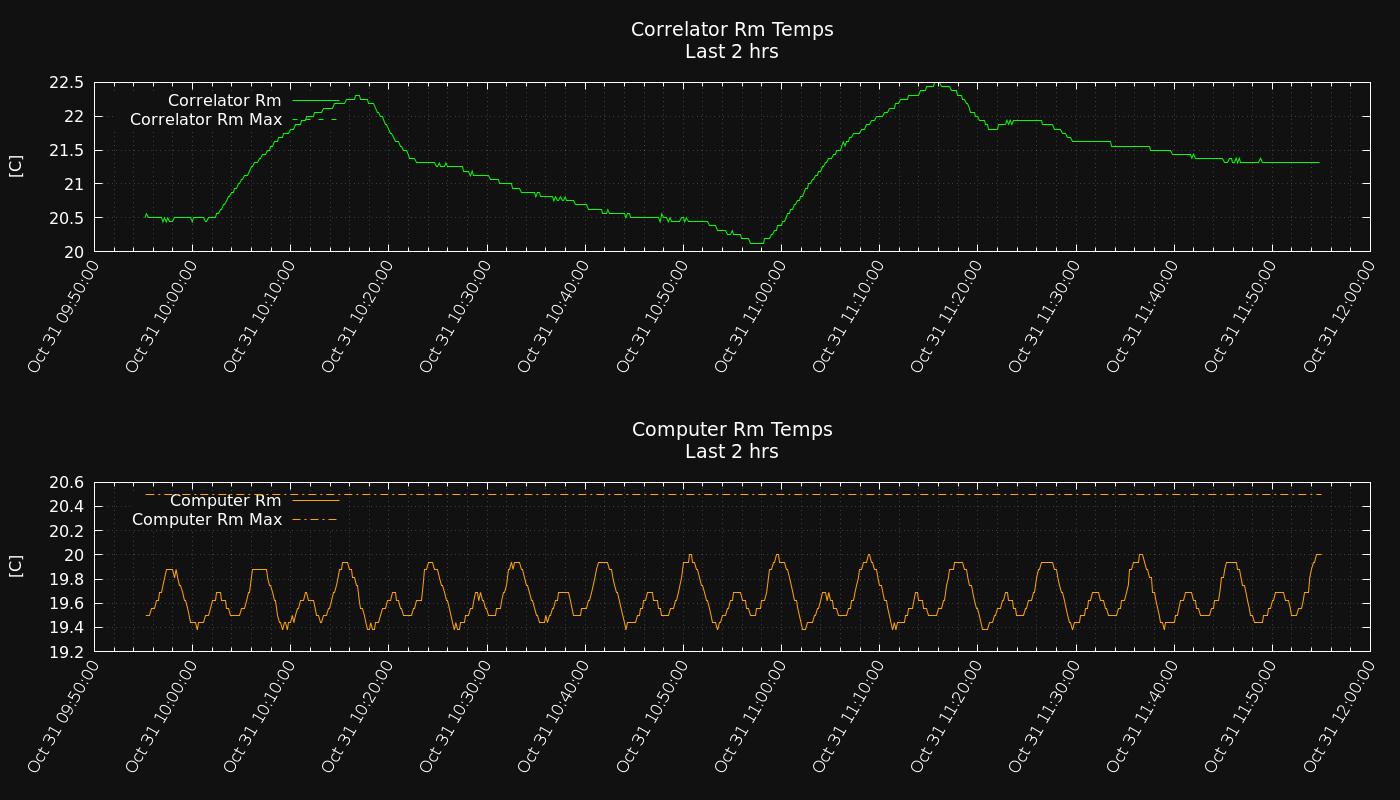 Correlator Rm Temps
Last 2 hrs
22.5
22
21.5
21
20.5
20
[C]
Correlator Rm
Correlator Rm Max
Oct 31 09:50:00
Oct 31 10:00:00
Oct 31 10:10:00
Oct 31 10:20:00
Oct 31 10:30:00
Oct 31 10:40:00
Oct 31 10:50:00
Oct 31 11:00:00
Oct 31 11:10:00
Oct 31 11:20:00
Oct 31 11:30:00
Oct 31 11:40:00
Oct 31 11:50:00
Oct 31 12:00:00
Computer Rm Temps
Last 2 hrs
20.6
20.4
20.2
20
19.8
19.6
19.4
19.2
[C]
Computer Rm
Computer Rm Max
Oct 31 09:50:00
Oct 31 10:00:00
Oct 31 10:10:00
Oct 31 10:20:00
Oct 31 10:30:00
Oct 31 10:40:00
Oct 31 10:50:00
Oct 31 11:00:00
Oct 31 11:10:00
Oct 31 11:20:00
Oct 31 11:30:00
Oct 31 11:40:00
Oct 31 11:50:00
Oct 31 12:00:00